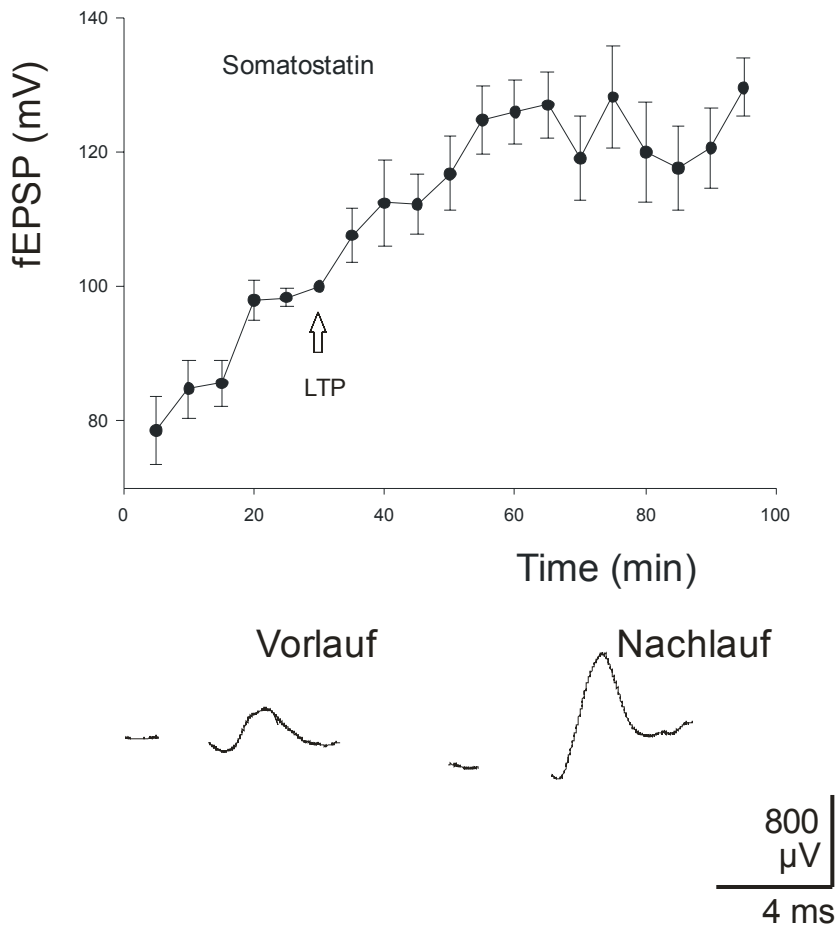 140
Somatostatin
fEPSP (mV)
120
100
LTP
80
0 20 40 60 80 100
Time (min)
Vorlauf Nachlauf
800
µV
4 ms